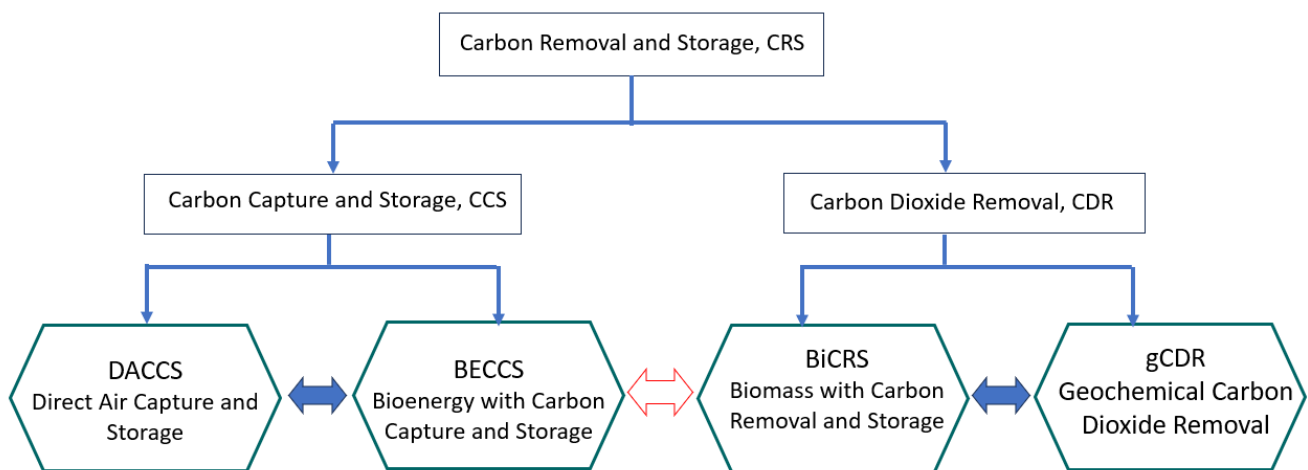 Carbon Removal and Storage, CRS
Carbon Capture and Storage, CCS
Carbon Dioxide Removal, CDR
DACCS
Direct Air Capture and
Storage
BECCS
Bioenergy with Carbon
Capture and Storage
BiCRS
Biomass with Carbon
Removal and Storage
gCDR
Geochemical Carbon
Dioxide Removal